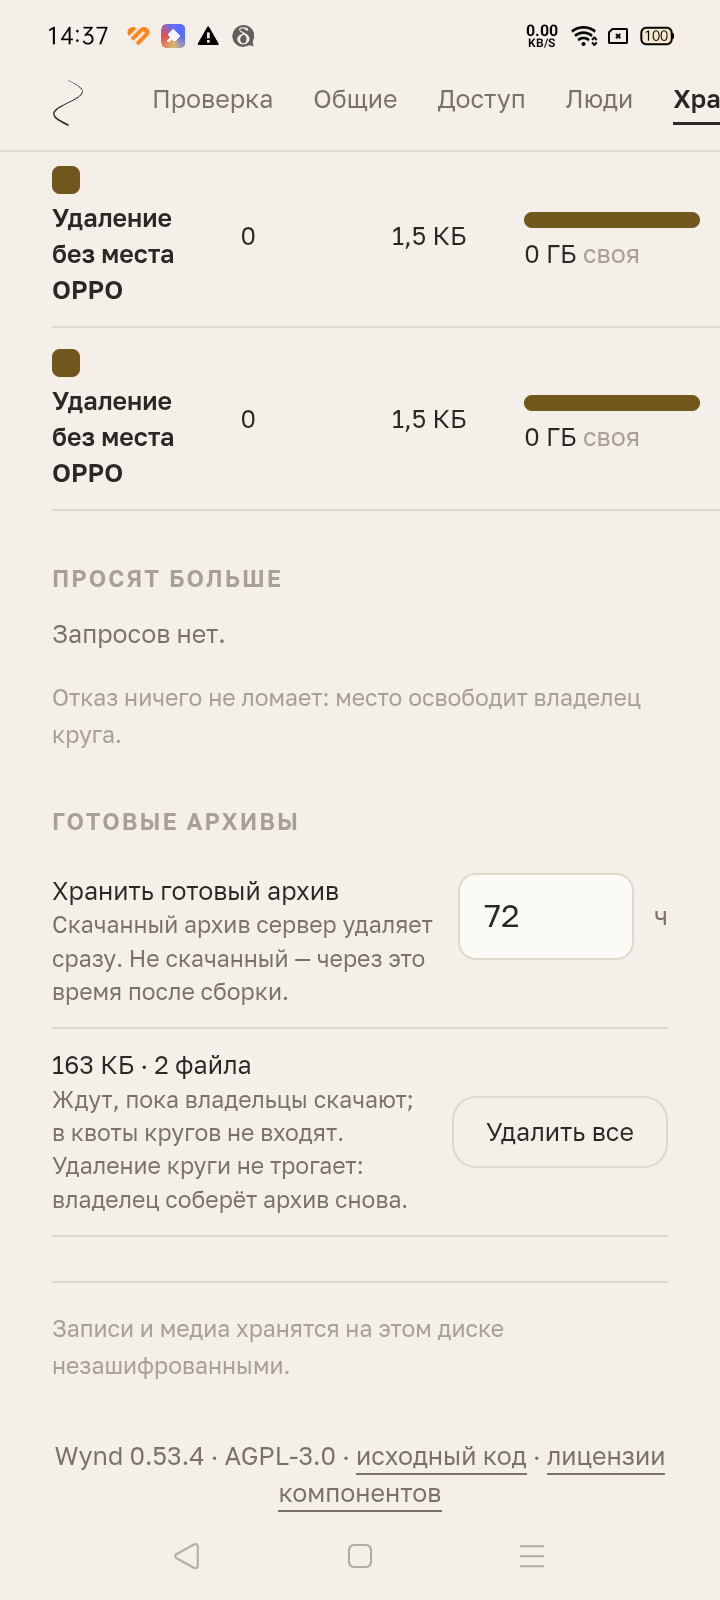 14:37
0.00 KB/S
100
Проверка Общие Доступ Люди Хра
Удаление
без места
OPPO
0
1,5 КБ
0 ГБ своя
Удаление
без места
OPPO
0
1,5 КБ
0 ГБ своя
ПРОСЯТ БОЛЬШЕ
Запросов нет.
Отказ ничего не ломает: место освободит владелец
круга.
ГОТОВЫЕ АРХИВЫ
Хранить готовый архив
Скачанный архив сервер удаляет
сразу. Не скачанный — через это
время после сборки.
72
ч
163 КБ · 2 файла
Ждут, пока владельцы скачают;
в квоты кругов не входят.
Удаление круги не трогает:
владелец соберёт архив снова.
Удалить все
Записи и медиа хранятся на этом диске
незашифрованными.
Wynd 0.53.4 · AGPL-3.0 · исходный код · лицензии
компонентов